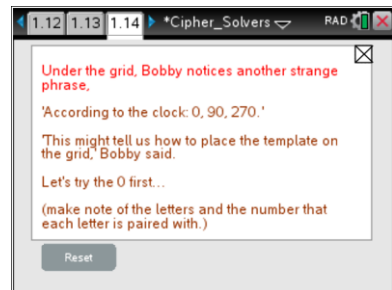 1.12 1.13 1.14 *Cipher_Solvers RAD
Under the grid, Bobby notices another strange
phrase,
'According to the clock: 0, 90, 270.'
'This might tell us how to place the template on
the grid,' Bobby said.
Let's try the 0 first...
(make note of the letters and the number that
each letter is paired with.)
Reset